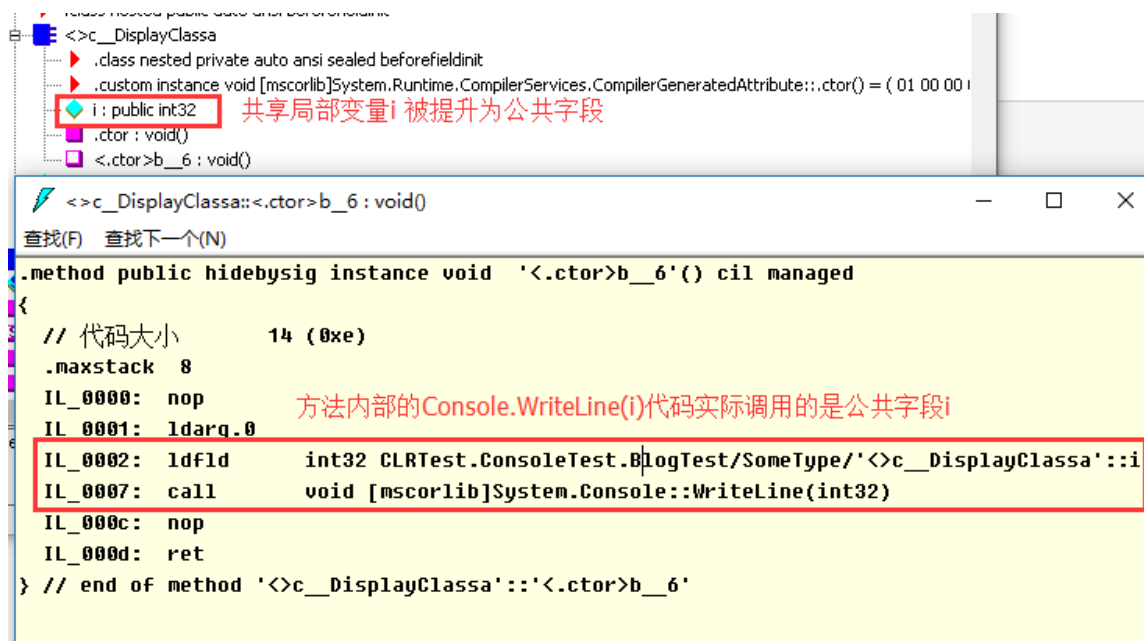 <>c__DisplayClassa
.class nested private auto ansi sealed beforefieldinit
.custom instance void [mscorlib]System.Runtime.CompilerServices.CompilerGeneratedAttribute::.ctor() = ( 01 00 00
i : public int32 共享局部变量i 被提升为公共字段
.ctor : void()
<.ctor>b__6 : void()
<>c__DisplayClassa::<.ctor>b__6 : void()
查找(F) 查找下一个(N)
.method public hidebysig instance void '<.ctor>b__6'() cil managed
{
// 代码大小 14 (0xe)
.maxstack 8
IL_0000: nop
方法内部的Console.WriteLine(i)代码实际调用的是公共字段i
IL_0001: ldarg.0
IL_0002: ldfld int32 CLRTest.ConsoleTest.BlogTest/SomeType/'<>c__DisplayClassa'::i
IL_0007: call void [mscorlib]System.Console::WriteLine(int32)
IL_000c: nop
IL_000d: ret
} // end of method '<>c__DisplayClassa'::'<.ctor>b__6'